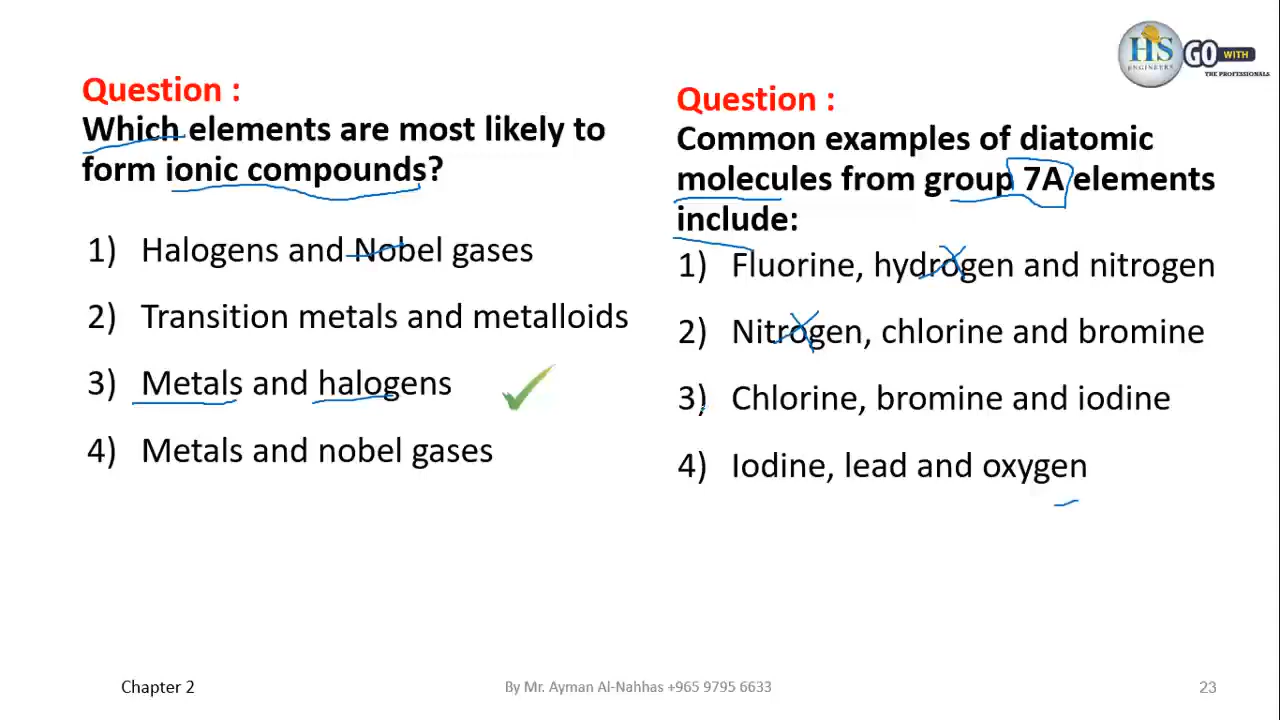 HS
ENGINEERS
GO WITH
THE PROFESSIONALS
Question :
Which elements are most likely to
form ionic compounds?
1) Halogens and Nobel gases
2) Transition metals and metalloids
3) Metals and halogens
4) Metals and nobel gases
Question :
Common examples of diatomic
molecules from group 7A elements
include:
1) Fluorine, hydrogen and nitrogen
2) Nitrogen, chlorine and bromine
3) Chlorine, bromine and iodine
4) Iodine, lead and oxygen
Chapter 2
By Mr. Ayman Al-Nahhas +965 9795 6633
23